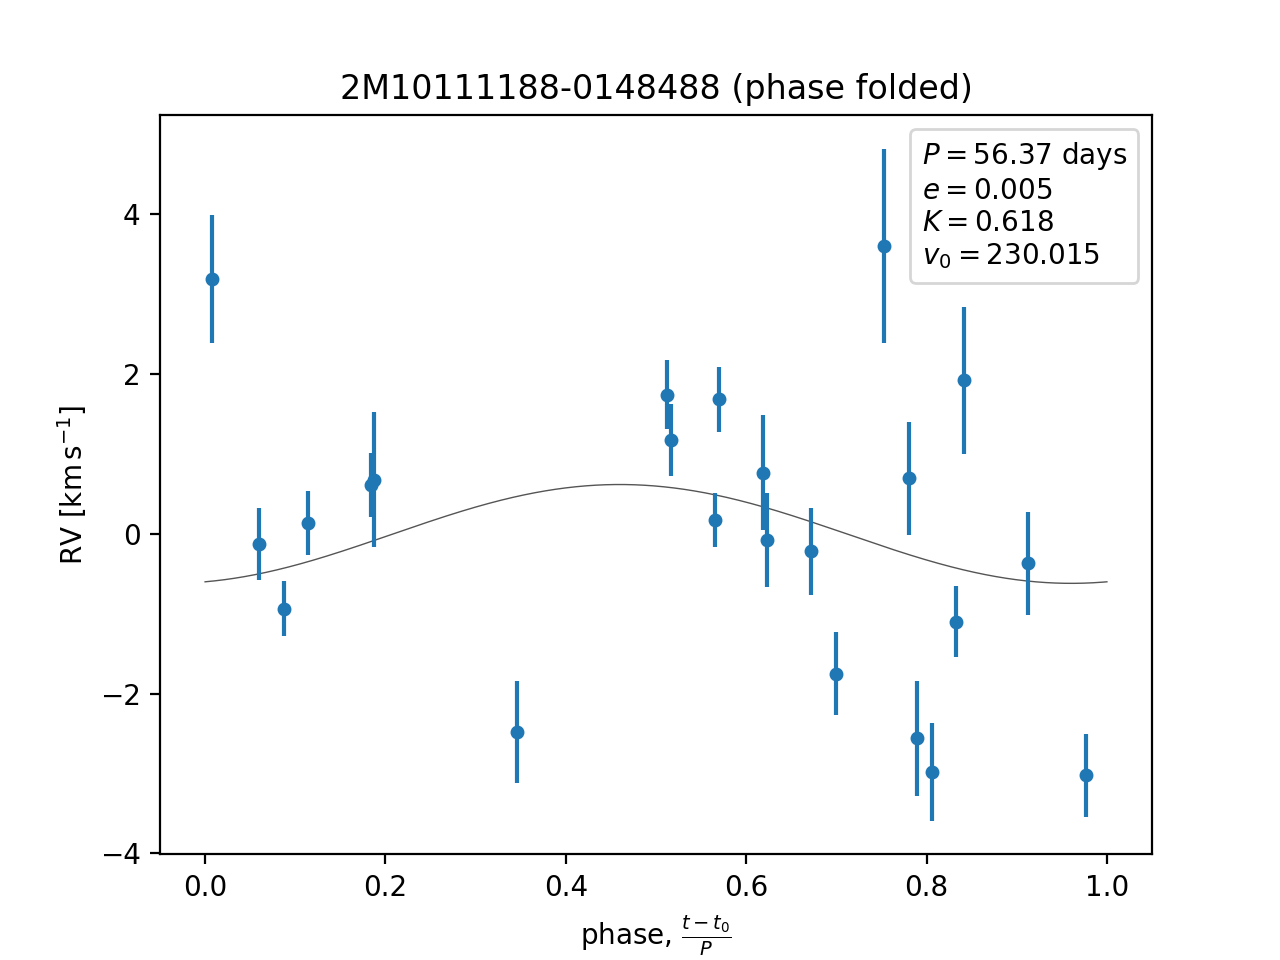 2M10111188-0148488 (phase folded)
P = 56.37 days
e = 0.005
K = 0.618
v₀ = 230.015
4
2
0
−2
−4
RV [km s⁻¹]
0.0 0.2 0.4 0.6 0.8 1.0
phase, (t − t₀)/P